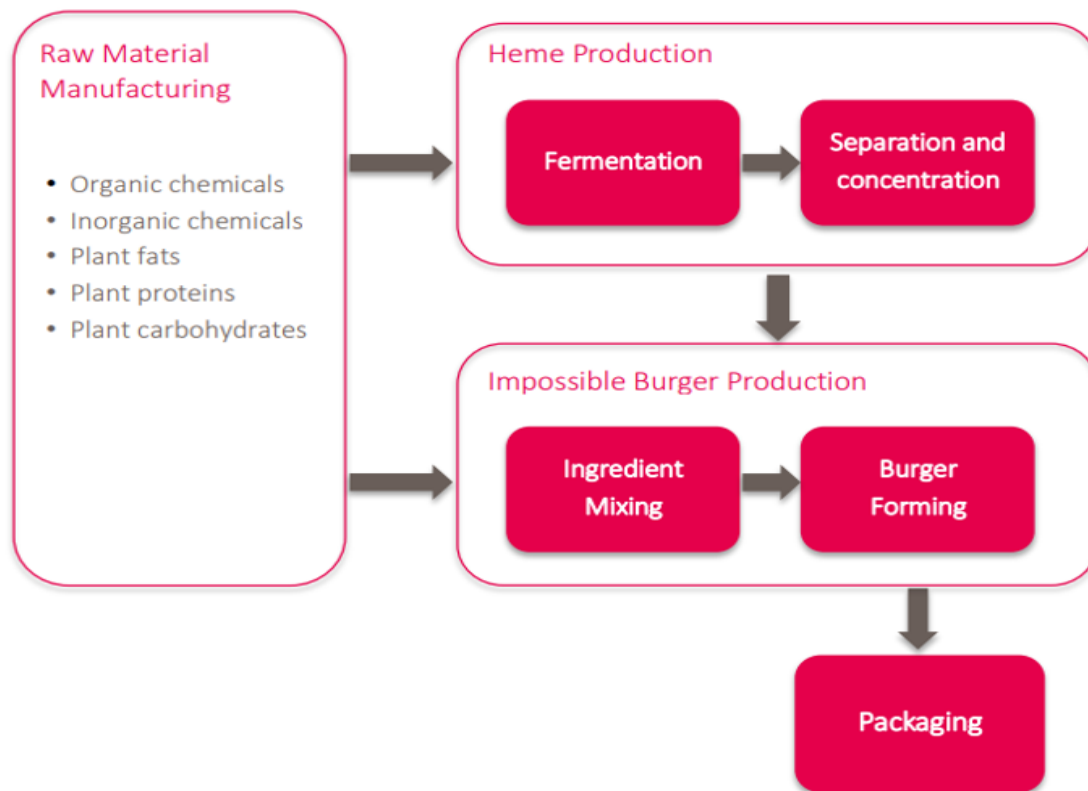 Raw Material
Manufacturing
• Organic chemicals
• Inorganic chemicals
• Plant fats
• Plant proteins
• Plant carbohydrates
Heme Production
Fermentation
Separation and
concentration
Impossible Burger Production
Ingredient
Mixing
Burger
Forming
Packaging